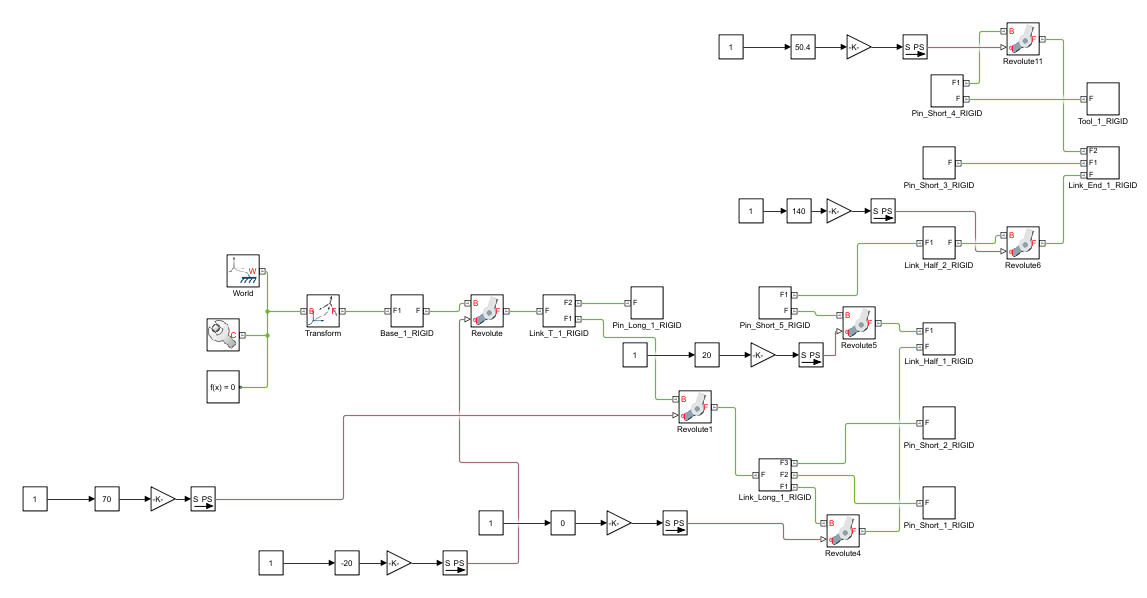 1
50.4
-K-
S PS
B
q
F
Revolute11
F1
F
Pin_Short_4_RIGID
F
Tool_1_RIGID
F
Pin_Short_3_RIGID
F2
F1
F
Link_End_1_RIGID
1
140
-K-
S PS
F1
F
Link_Half_2_RIGID
B
q
F
Revolute6
W
World
C
f(x) = 0
B
F
Transform
F1
F
Base_1_RIGID
B
q
F
Revolute
F
F2
F1
Link_T_1_RIGID
F
Pin_Long_1_RIGID
F1
F
Pin_Short_5_RIGID
B
q
F
Revolute5
F1
F
Link_Half_1_RIGID
1
20
-K-
S PS
B
q
F
Revolute1
F
Pin_Short_2_RIGID
F
F3
F2
F1
Link_Long_1_RIGID
F
Pin_Short_1_RIGID
1
70
-K-
S PS
1
0
-K-
S PS
B
q
F
Revolute4
1
-20
-K-
S PS